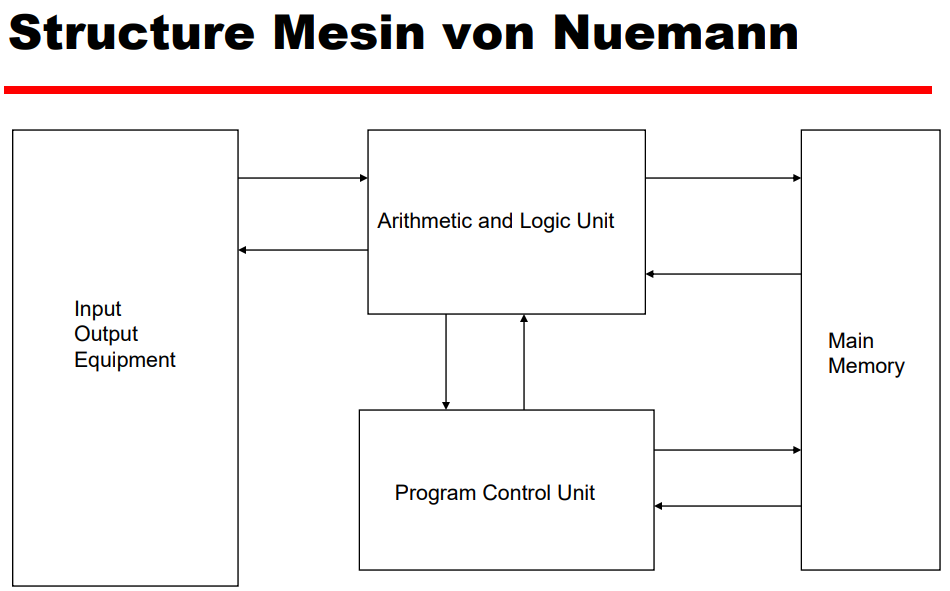 Structure Mesin von Nuemann
Arithmetic and Logic Unit
Input
Output
Equipment
Main
Memory
Program Control Unit